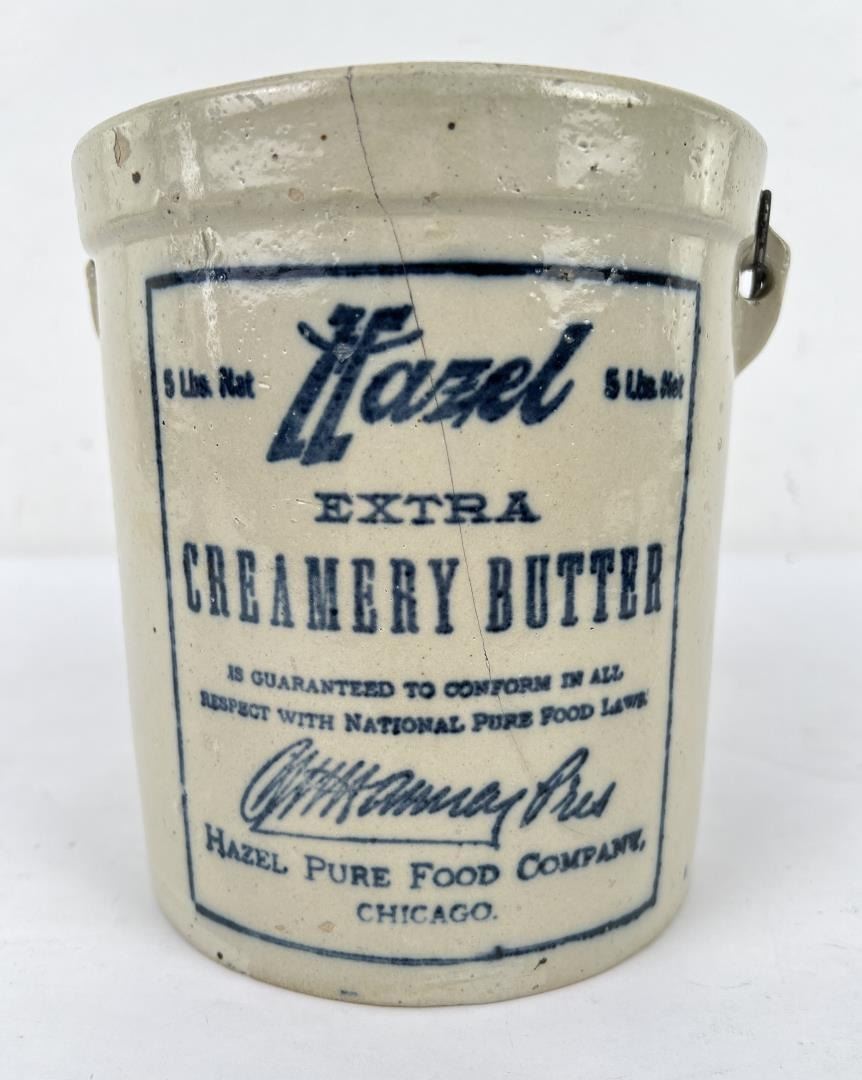 Hazel
5 Lbs. Net 5 Lbs. Net
EXTRA
CREAMERY BUTTER
IS GUARANTEED TO CONFORM IN ALL
RESPECT WITH NATIONAL PURE FOOD LAWS.
Hannay Pres
HAZEL PURE FOOD COMPANY,
CHICAGO.